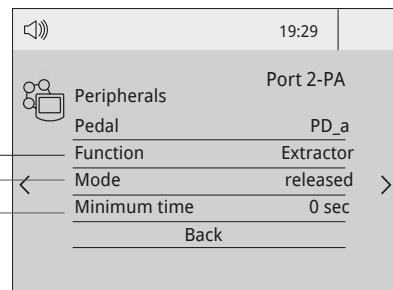 19:29
Port 2-PA
Peripherals
Pedal PD_a
Function Extractor
Mode released
Minimum time 0 sec
Back